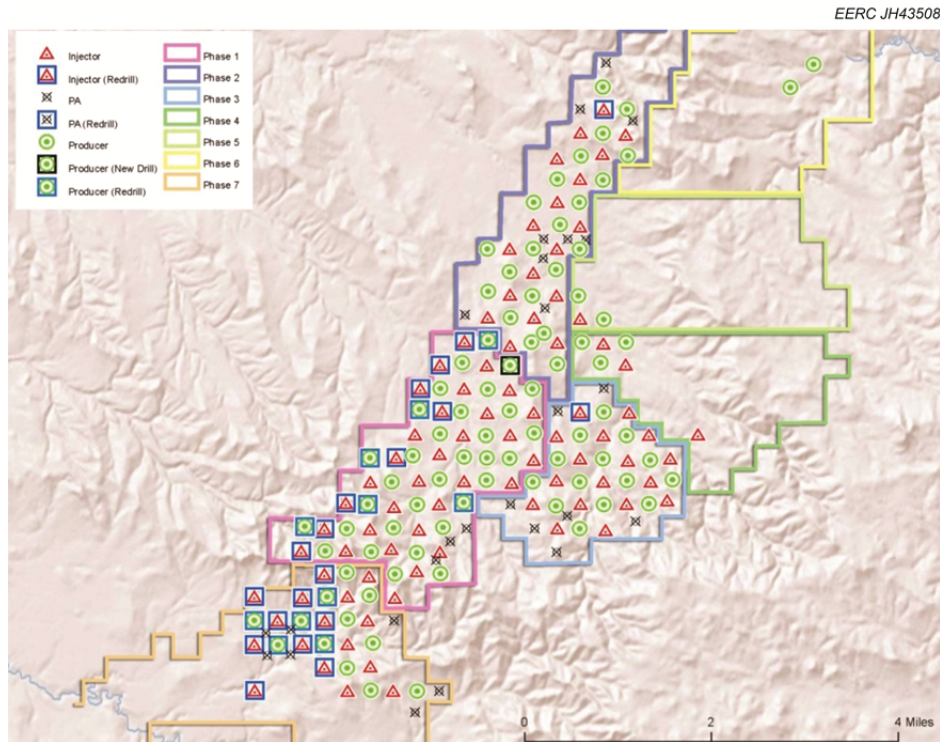 EERC JH43508
Injector
Injector (Redrill)
PA
PA (Redrill)
Producer
Producer (New Drill)
Producer (Redrill)
Phase 1
Phase 2
Phase 3
Phase 4
Phase 5
Phase 6
Phase 7
0 2 4 Miles